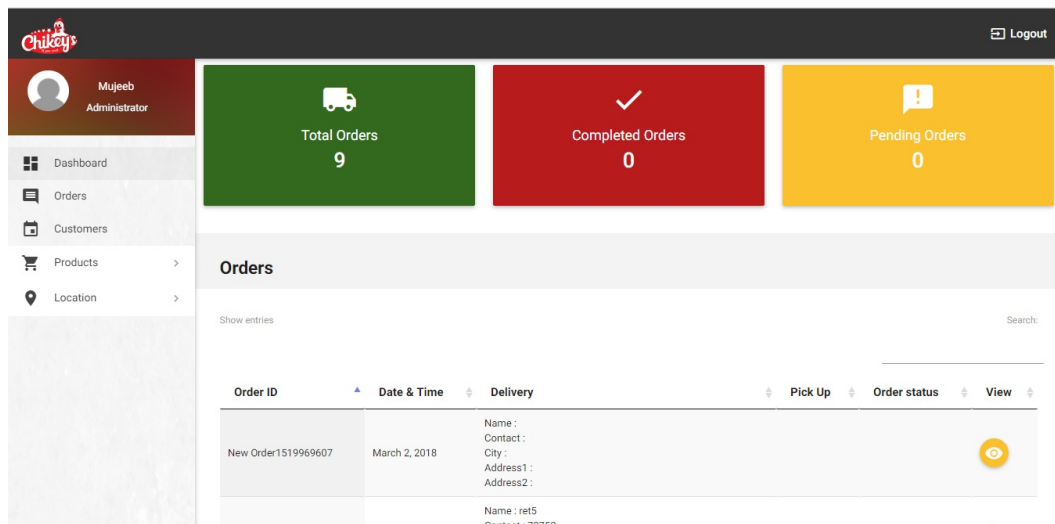 Chikey's
Logout
Mujeeb
Administrator
Total Orders
9
Completed Orders
0
Pending Orders
0
Dashboard
Orders
Customers
Products
Location
Orders
Show entries
Search:
Order ID Date & Time Delivery Pick Up Order status View
New Order1519969607 March 2, 2018
Name :
Contact :
City :
Address1 :
Address2 :
Name : ret5